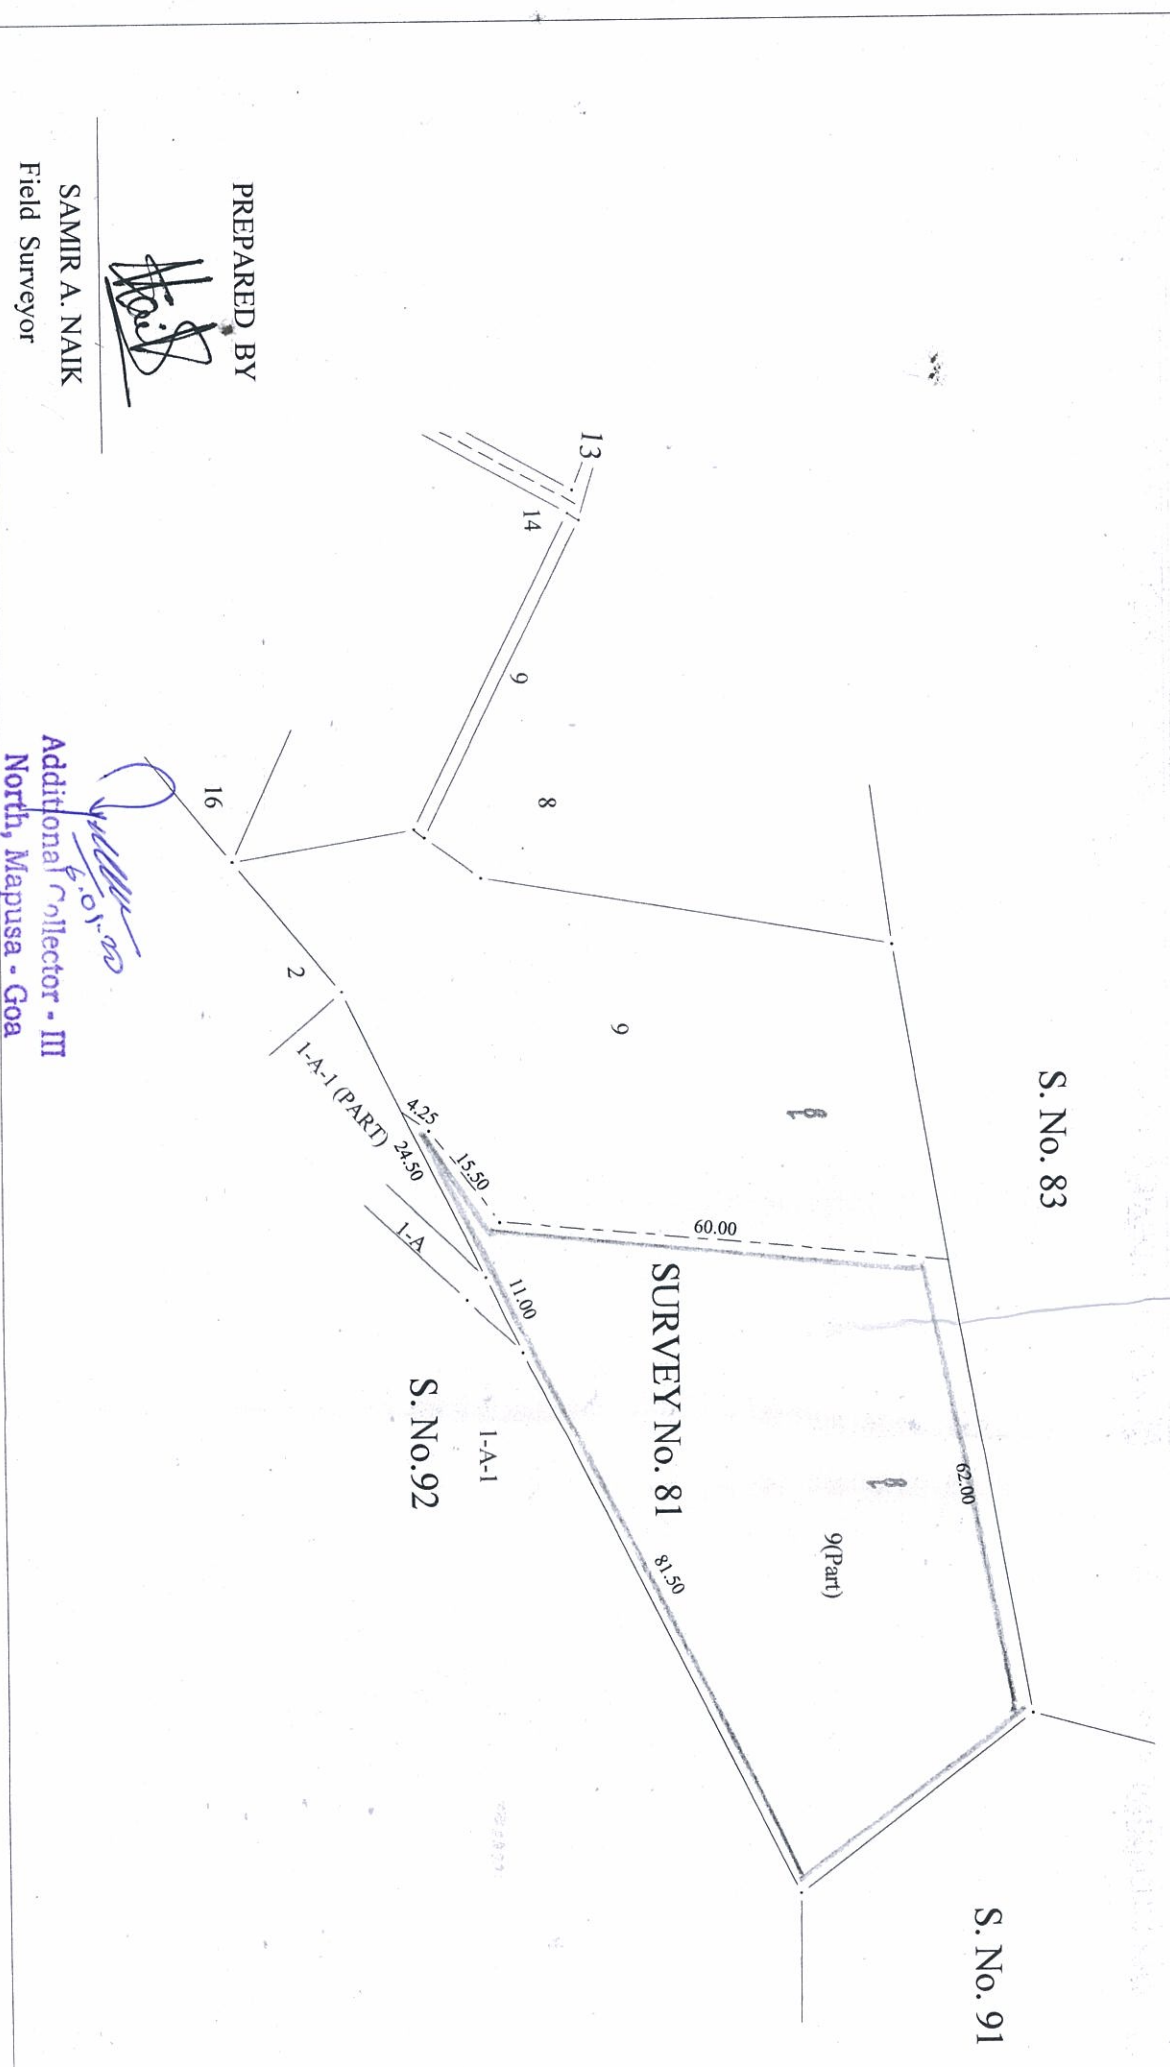 S. No. 83
S. No. 91
62.00
9(Part)
SURVEY No. 81
60.00
9
8
9
13
14
81.50
11.00
15.50
4.25
24.50
1-A-1 (PART)
1-A
1-A-1
S. No.92
2
16
PREPARED BY
SAMIR A. NAIK
Field Surveyor
Additional Collector - III
North, Mapusa - Goa